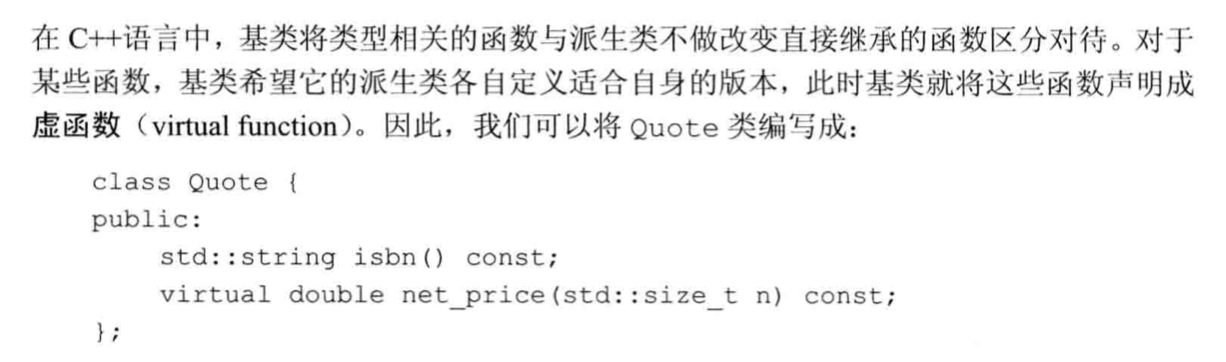 在 C++语言中，基类将类型相关的函数与派生类不做改变直接继承的函数区分对待。对于
某些函数，基类希望它的派生类各自定义适合自身的版本，此时基类就将这些函数声明成
虚函数（virtual function）。因此，我们可以将 Quote 类编写成：
class Quote {
public:
    std::string isbn() const;
    virtual double net_price(std::size_t n) const;
};